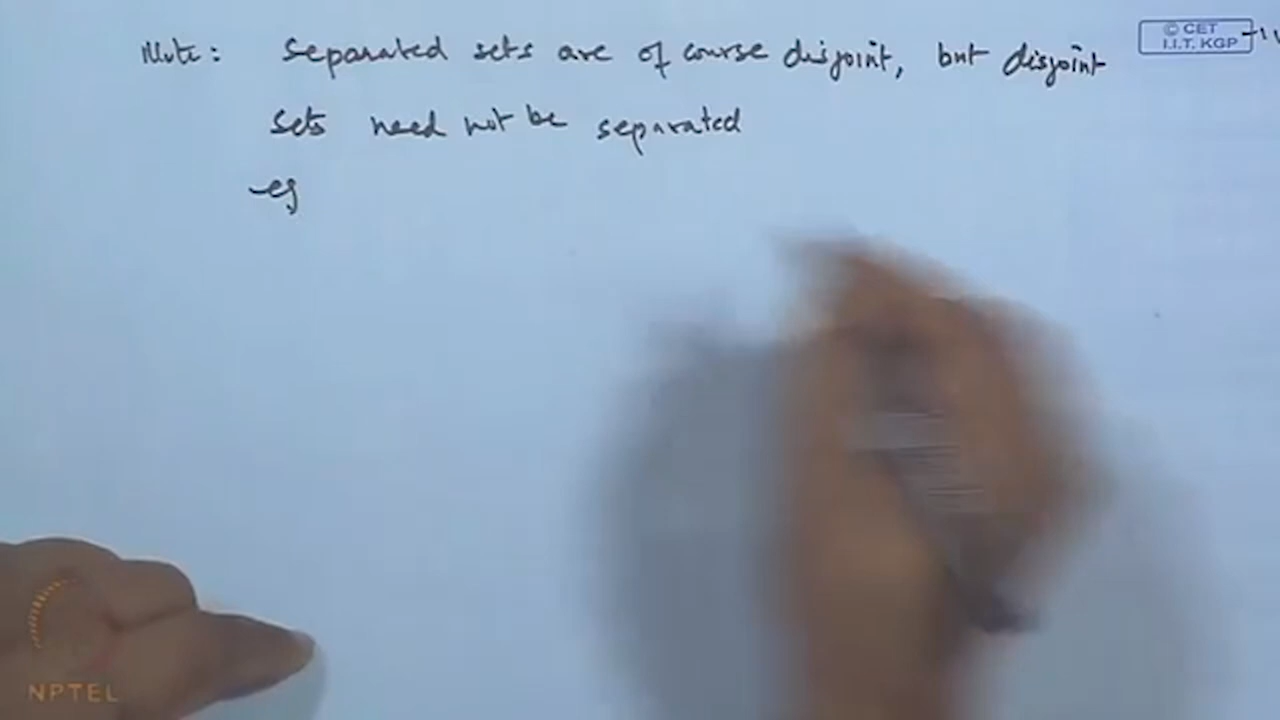 Note: Separated sets are of course disjoint, but disjoint
sets need not be separated
eg
© CET
I.I.T. KGP
NPTEL